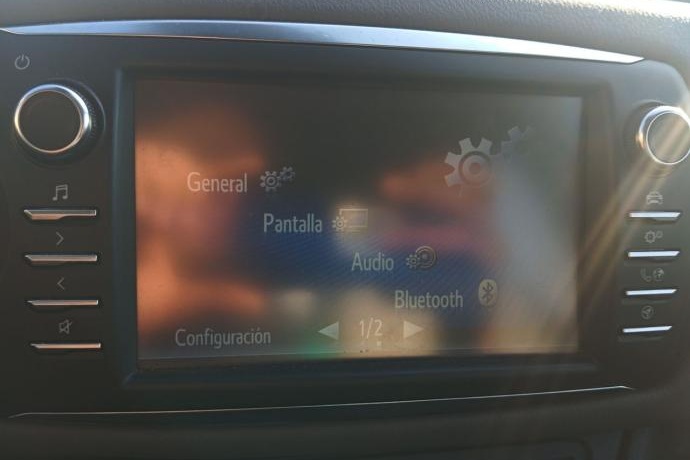 General
Pantalla
Audio
Bluetooth
Configuración
1/2